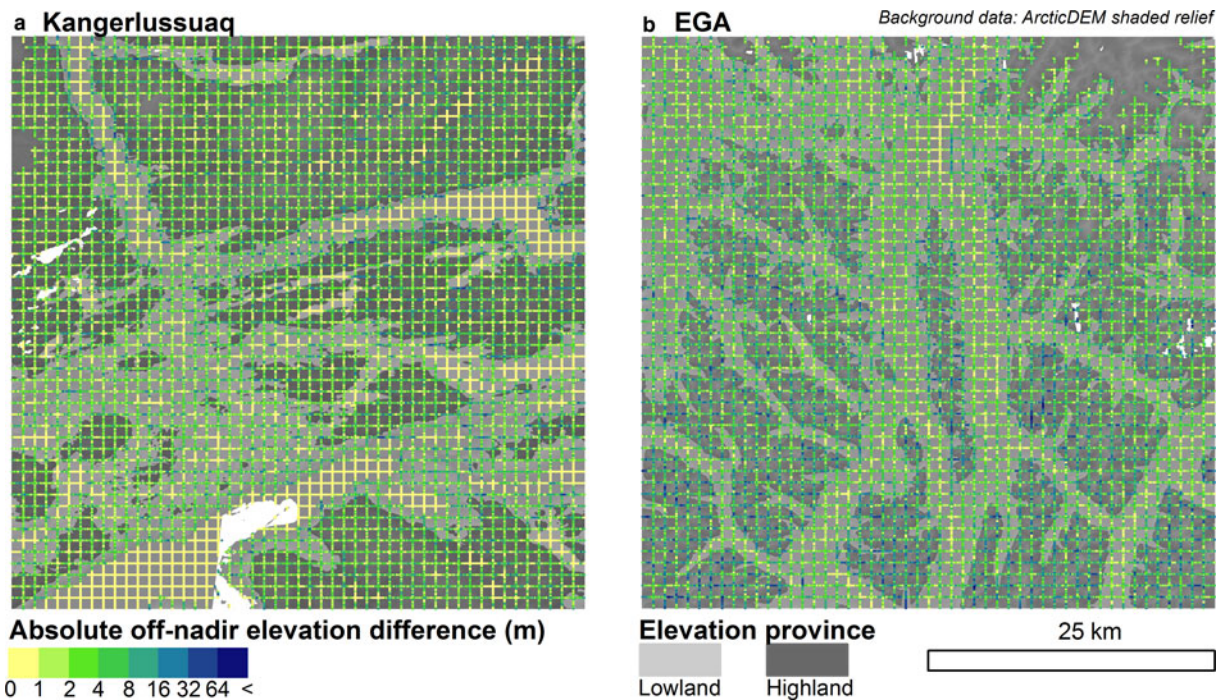 a Kangerlussuaq
b EGA
Background data: ArcticDEM shaded relief
Absolute off-nadir elevation difference (m)
0 1 2 4 8 16 32 64 <
Elevation province
Lowland Highland
25 km